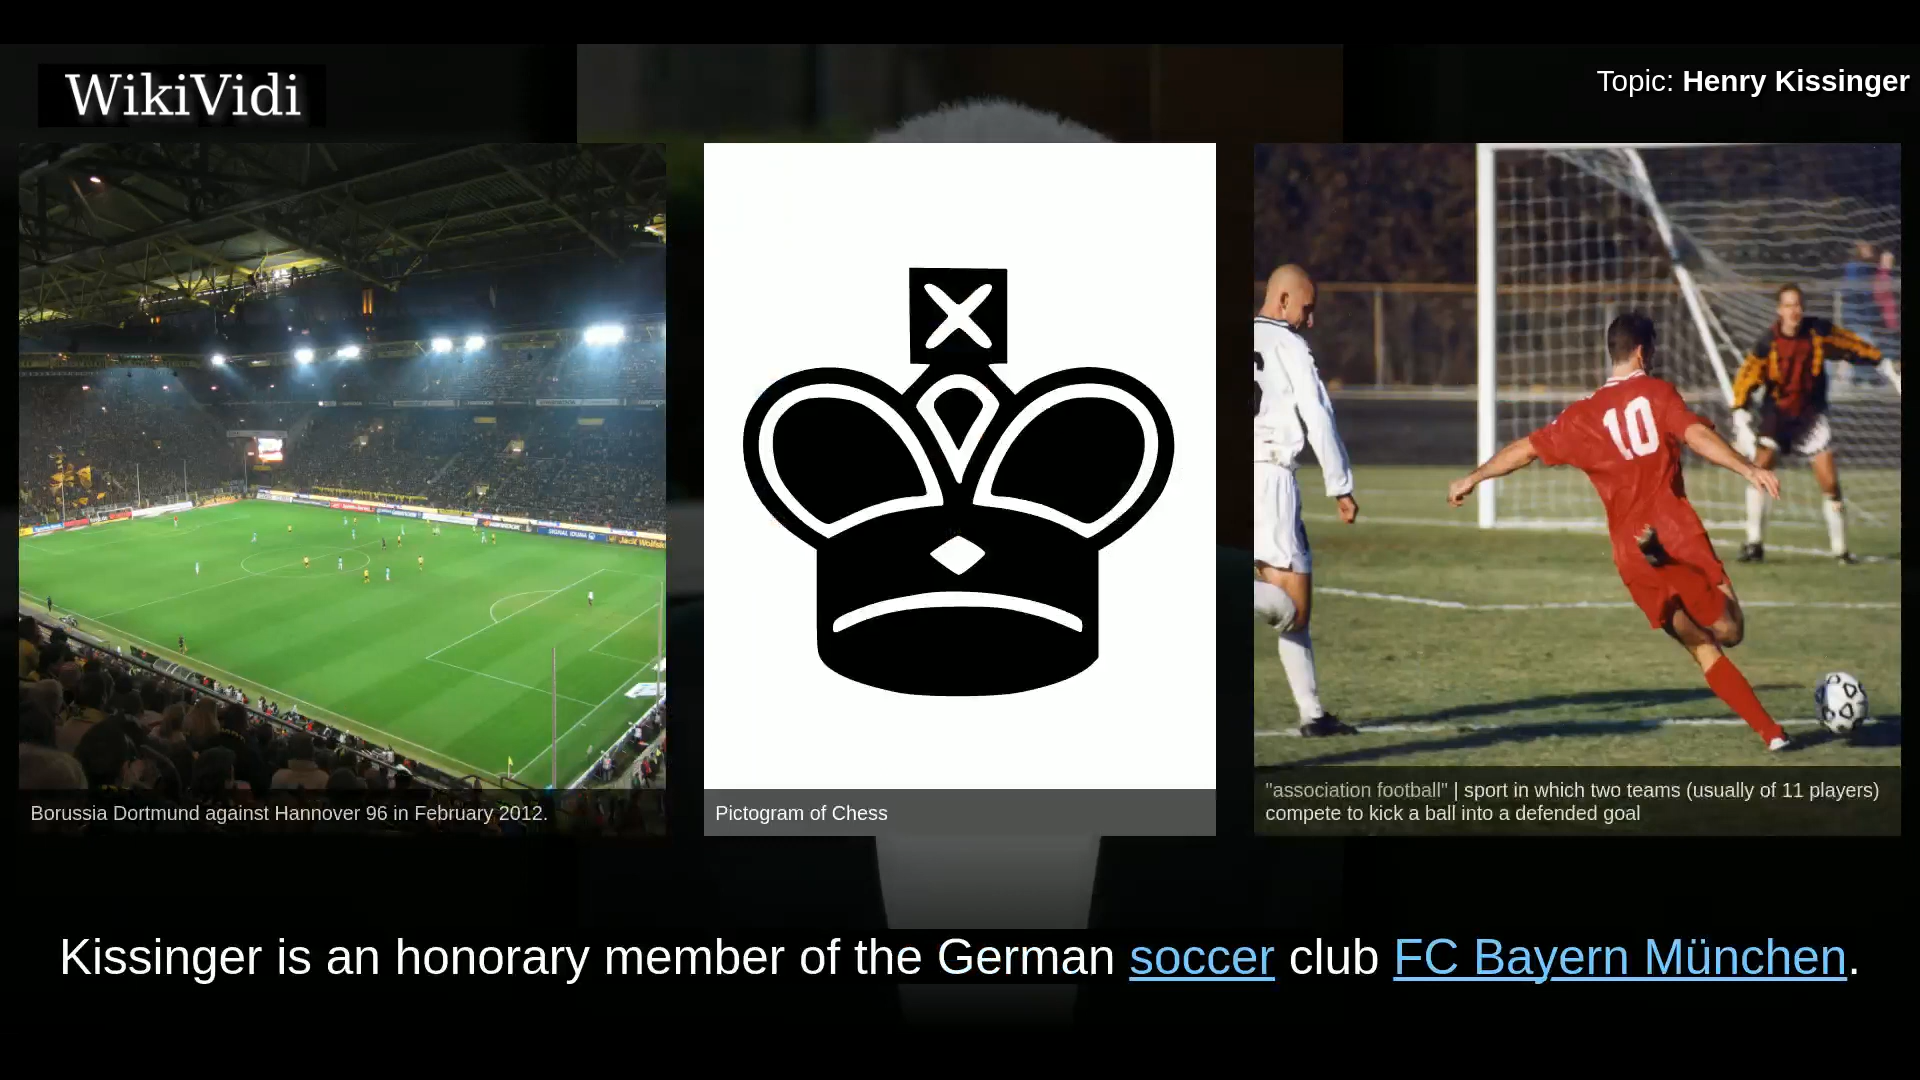 WikiVidi
Topic: Henry Kissinger
10
Borussia Dortmund against Hannover 96 in February 2012.
Pictogram of Chess
"association football" | sport in which two teams (usually of 11 players)
compete to kick a ball into a defended goal
Kissinger is an honorary member of the German soccer club FC Bayern München.